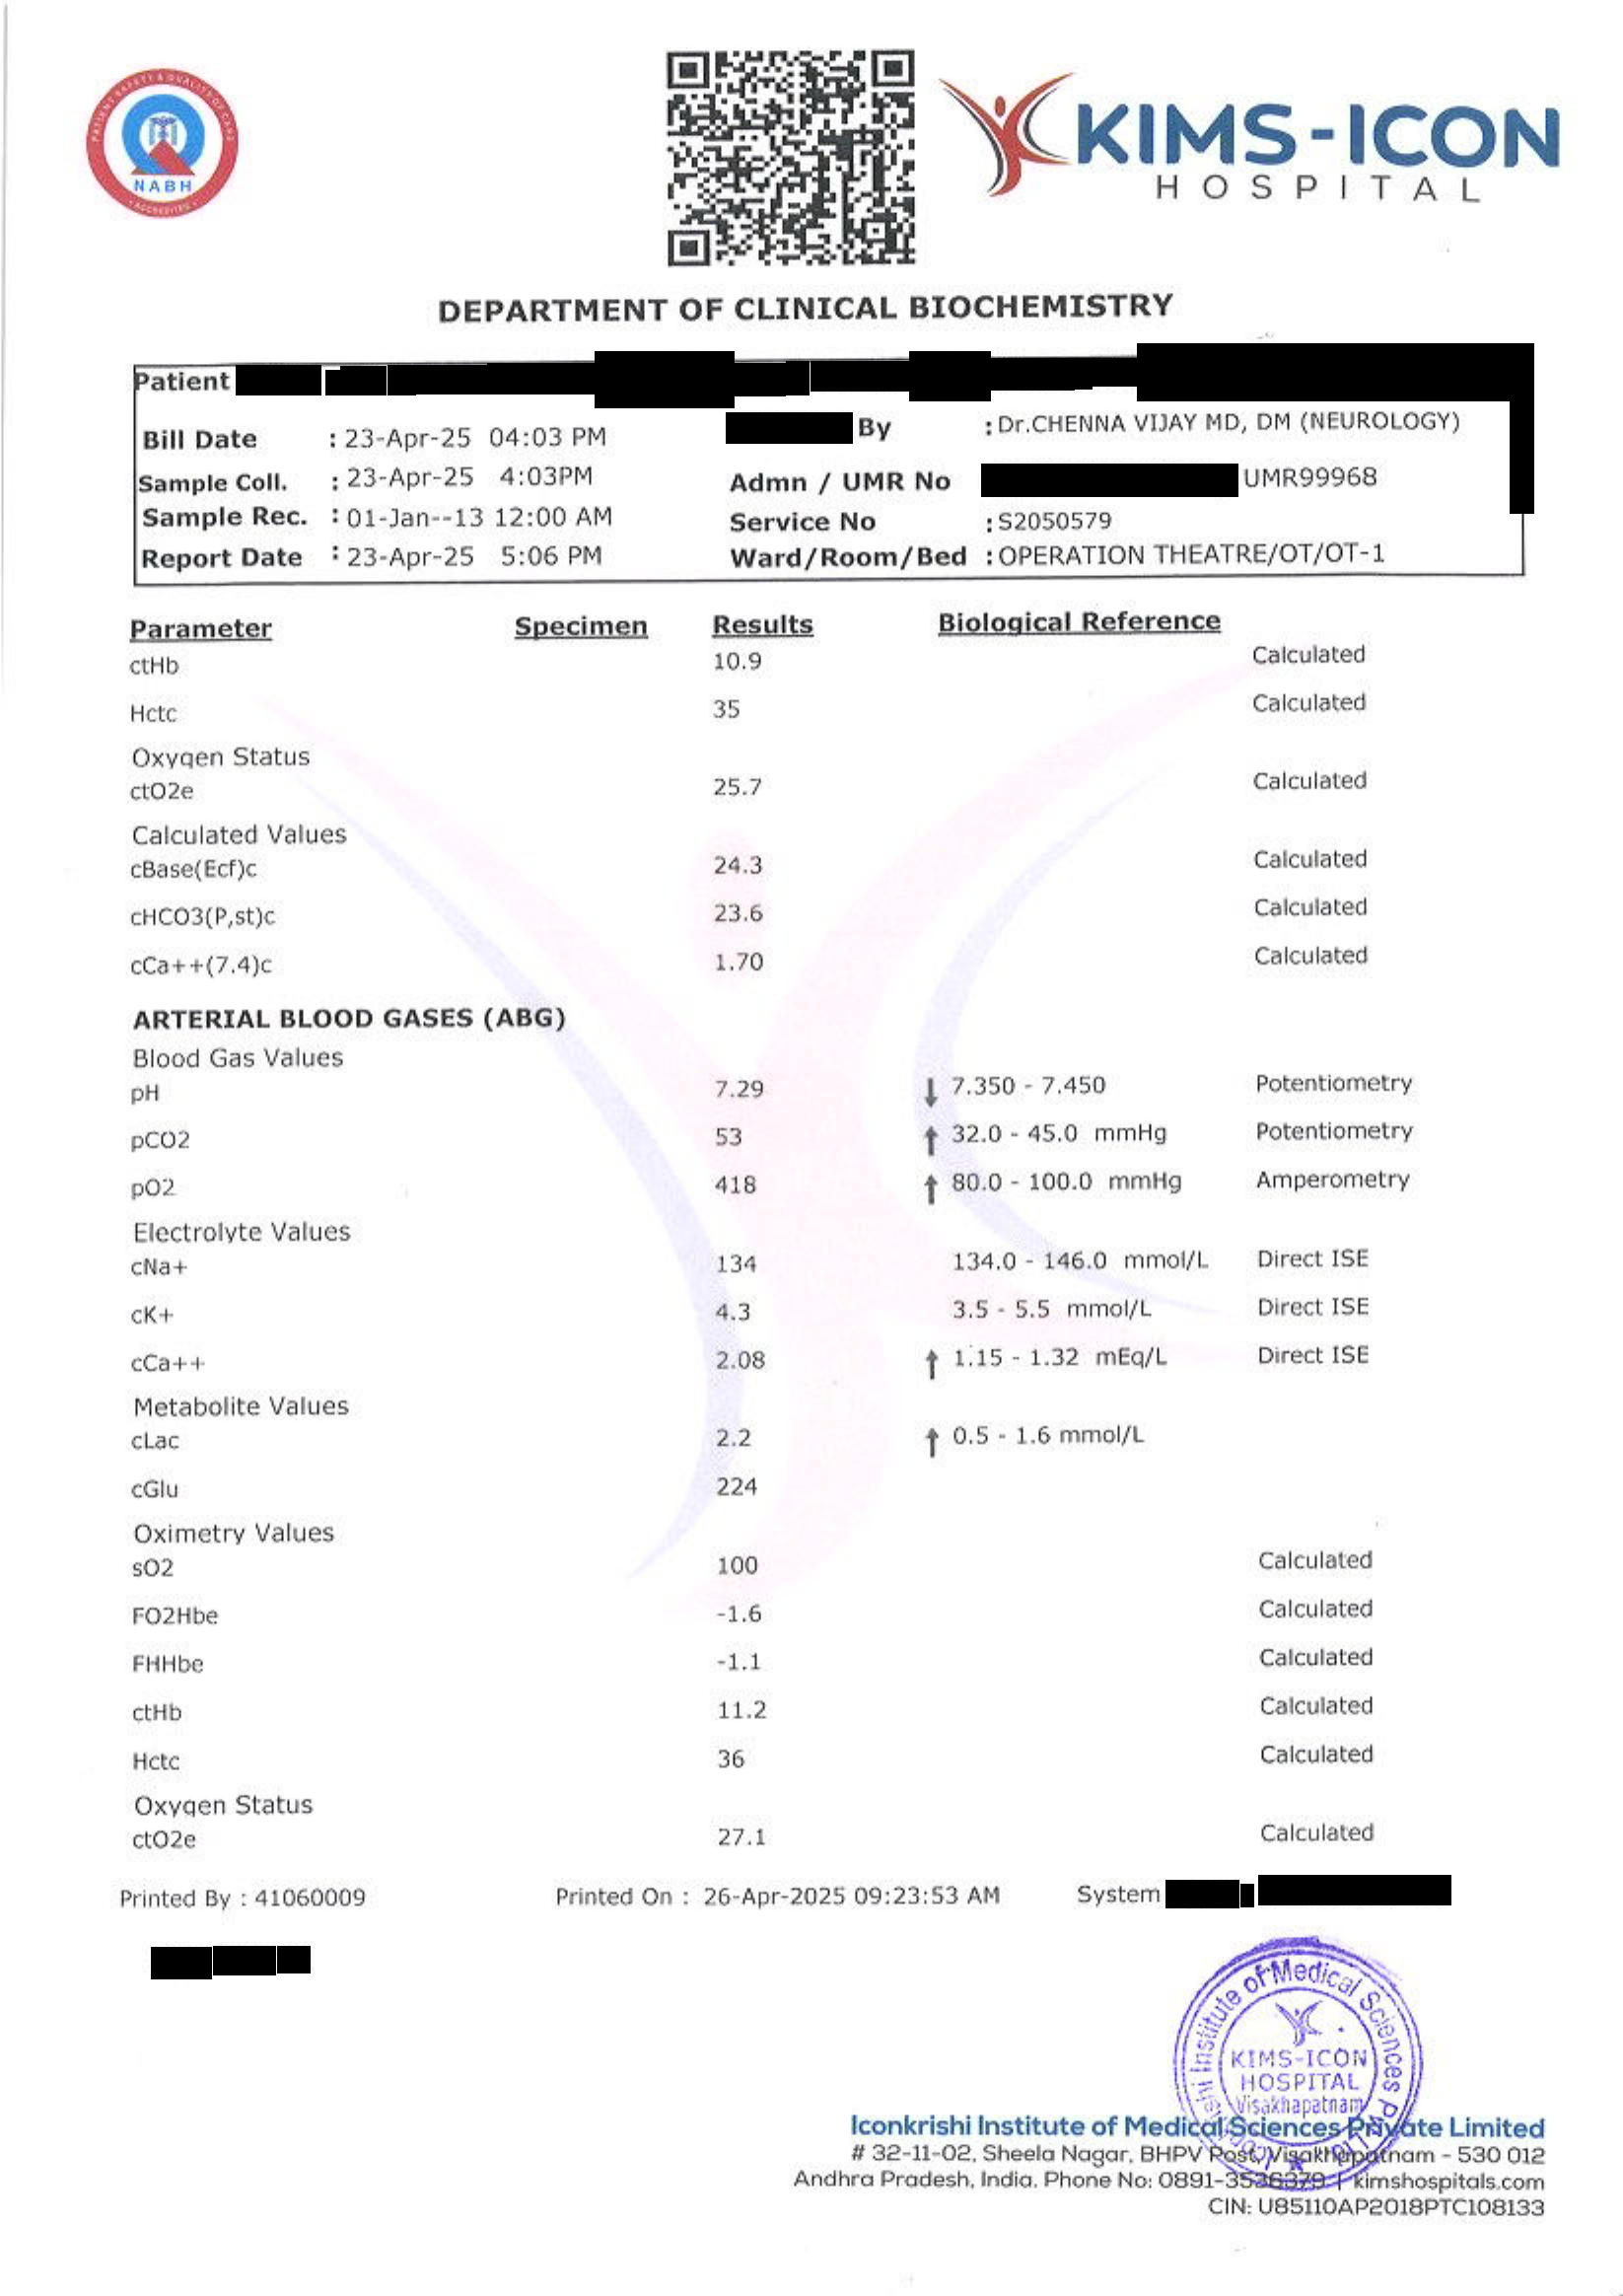 PATIENT SAFETY & QUALITY OF CARE
NABH
• ACCREDITED •
KIMS-ICON
HOSPITAL
DEPARTMENT OF CLINICAL BIOCHEMISTRY
Patient
Bill Date : 23-Apr-25 04:03 PM By : Dr.CHENNA VIJAY MD, DM (NEUROLOGY)
Sample Coll. : 23-Apr-25 4:03PM Admn / UMR No UMR99968
Sample Rec. : 01-Jan--13 12:00 AM Service No : S2050579
Report Date : 23-Apr-25 5:06 PM Ward/Room/Bed : OPERATION THEATRE/OT/OT-1
Parameter Specimen Results Biological Reference
ctHb 10.9 Calculated
Hctc 35 Calculated
Oxygen Status
ctO2e 25.7 Calculated
Calculated Values
cBase(Ecf)c 24.3 Calculated
cHCO3(P,st)c 23.6 Calculated
cCa++(7.4)c 1.70 Calculated
ARTERIAL BLOOD GASES (ABG)
Blood Gas Values
pH 7.29 ↓ 7.350 - 7.450 Potentiometry
pCO2 53 ↑ 32.0 - 45.0 mmHg Potentiometry
pO2 418 ↑ 80.0 - 100.0 mmHg Amperometry
Electrolyte Values
cNa+ 134 134.0 - 146.0 mmol/L Direct ISE
cK+ 4.3 3.5 - 5.5 mmol/L Direct ISE
cCa++ 2.08 ↑ 1.15 - 1.32 mEq/L Direct ISE
Metabolite Values
cLac 2.2 ↑ 0.5 - 1.6 mmol/L
cGlu 224
Oximetry Values
sO2 100 Calculated
FO2Hbe -1.6 Calculated
FHHbe -1.1 Calculated
ctHb 11.2 Calculated
Hctc 36 Calculated
Oxygen Status
ctO2e 27.1 Calculated
Printed By : 41060009 Printed On : 26-Apr-2025 09:23:53 AM System
Institute of Medical Sciences
KIMS-ICON
HOSPITAL
Visakhapatnam
Iconkrishi Institute of Medical Sciences Private Limited
# 32-11-02, Sheela Nagar, BHPV Post, Visakhapatnam - 530 012
Andhra Pradesh, India. Phone No: 0891-3526379 | kimshospitals.com
CIN: U85110AP2018PTC108133